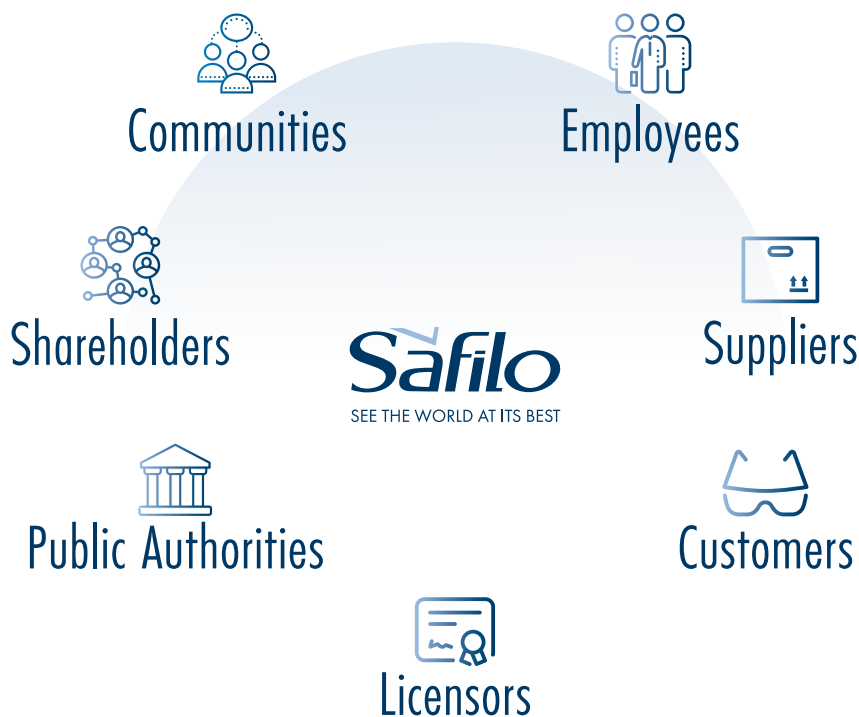 Communities
Employees
Shareholders
Suppliers
Safilo
SEE THE WORLD AT ITS BEST
Public Authorities
Customers
Licensors